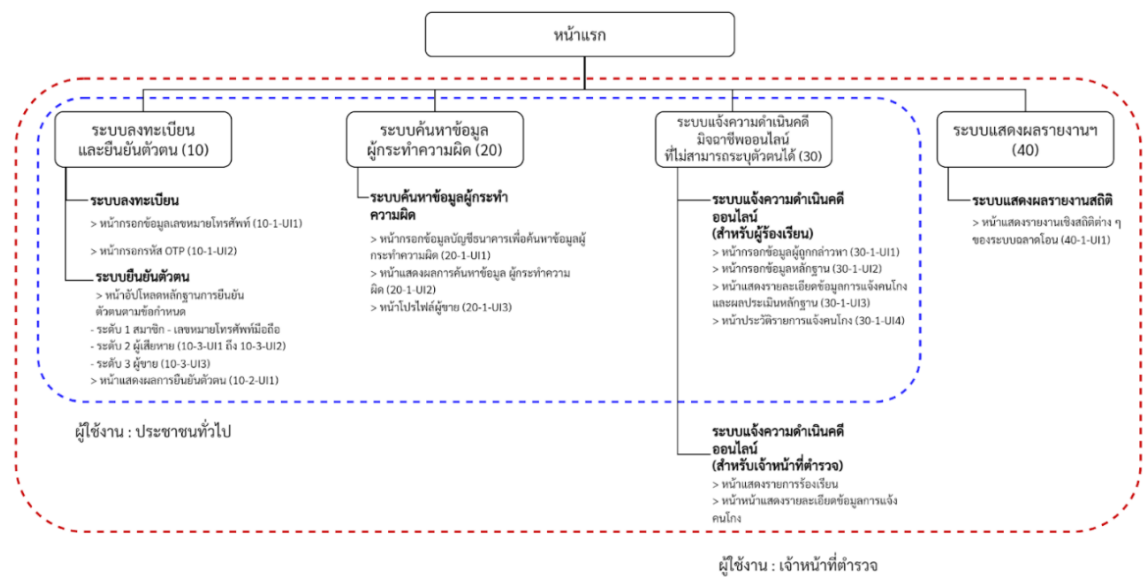 หน้าแรก
ระบบลงทะเบียน
และยืนยันตัวตน (10)
ระบบลงทะเบียน
> หน้ากรอกข้อมูลเลขหมายโทรศัพท์ (10-1-UI1)
> หน้ากรอกรหัส OTP (10-1-UI2)
ระบบยืนยันตัวตน
> หน้าอัปโหลดหลักฐานการยืนยัน
ตัวตนตามข้อกำหนด
- ระดับ 1 สมาชิก - เลขหมายโทรศัพท์มือถือ
- ระดับ 2 ผู้เสียหาย (10-3-UI1 ถึง 10-3-UI2)
- ระดับ 3 ผู้ขาย (10-3-UI3)
> หน้าแสดงผลการยืนยันตัวตน (10-2-UI1)
ระบบค้นหาข้อมูล
ผู้กระทำความผิด (20)
ระบบค้นหาข้อมูลผู้กระทำ
ความผิด
> หน้ากรอกข้อมูลบัญชีธนาคารเพื่อค้นหาข้อมูลผู้
กระทำความผิด (20-1-UI1)
> หน้าแสดงผลการค้นหาข้อมูล ผู้กระทำความ
ผิด (20-1-UI2)
> หน้าโปรไฟล์ผู้ขาย (20-1-UI3)
ระบบแจ้งความดำเนินคดี
มิจฉาชีพออนไลน์
ที่ไม่สามารถระบุตัวตนได้ (30)
ระบบแจ้งความดำเนินคดี
ออนไลน์
(สำหรับผู้ร้องเรียน)
> หน้ากรอกข้อมูลผู้ถูกกล่าวหา (30-1-UI1)
> หน้ากรอกข้อมูลหลักฐาน (30-1-UI2)
> หน้าแสดงรายละเอียดข้อมูลการแจ้งคนโกง
และผลประเมินหลักฐาน (30-1-UI3)
> หน้าประวัติรายการแจ้งคนโกง (30-1-UI4)
ระบบแจ้งความดำเนินคดี
ออนไลน์
(สำหรับเจ้าหน้าที่ตำรวจ)
> หน้าแสดงรายการร้องเรียน
> หน้าหน้าแสดงรายละเอียดข้อมูลการแจ้ง
คนโกง
ระบบแสดงผลรายงานฯ
(40)
ระบบแสดงผลรายงานสถิติ
> หน้าแสดงรายงานเชิงสถิติต่าง ๆ
ของระบบฉลาดโอน (40-1-UI1)
ผู้ใช้งาน : ประชาชนทั่วไป
ผู้ใช้งาน : เจ้าหน้าที่ตำรวจ